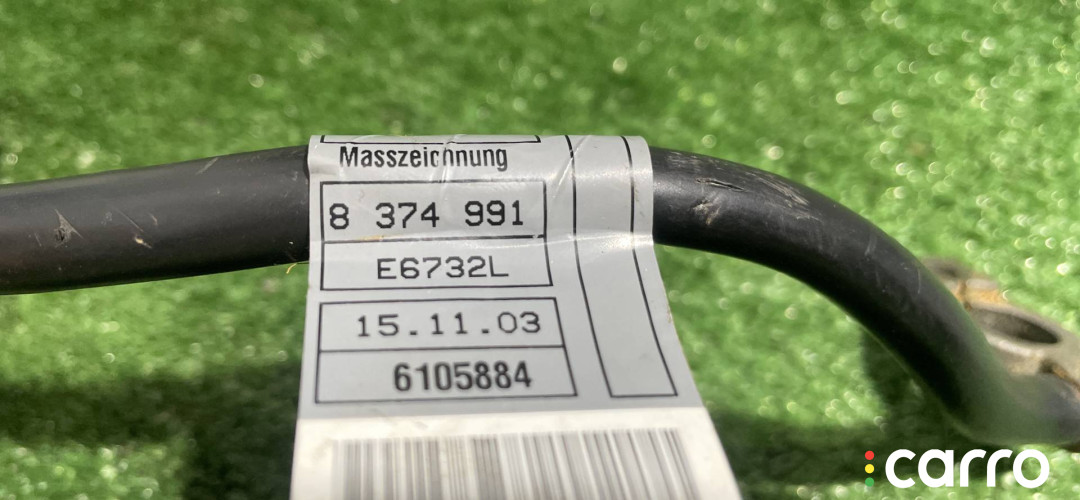 Masszeichnung
8 374 991
E6732L
15.11.03
6105884
carro